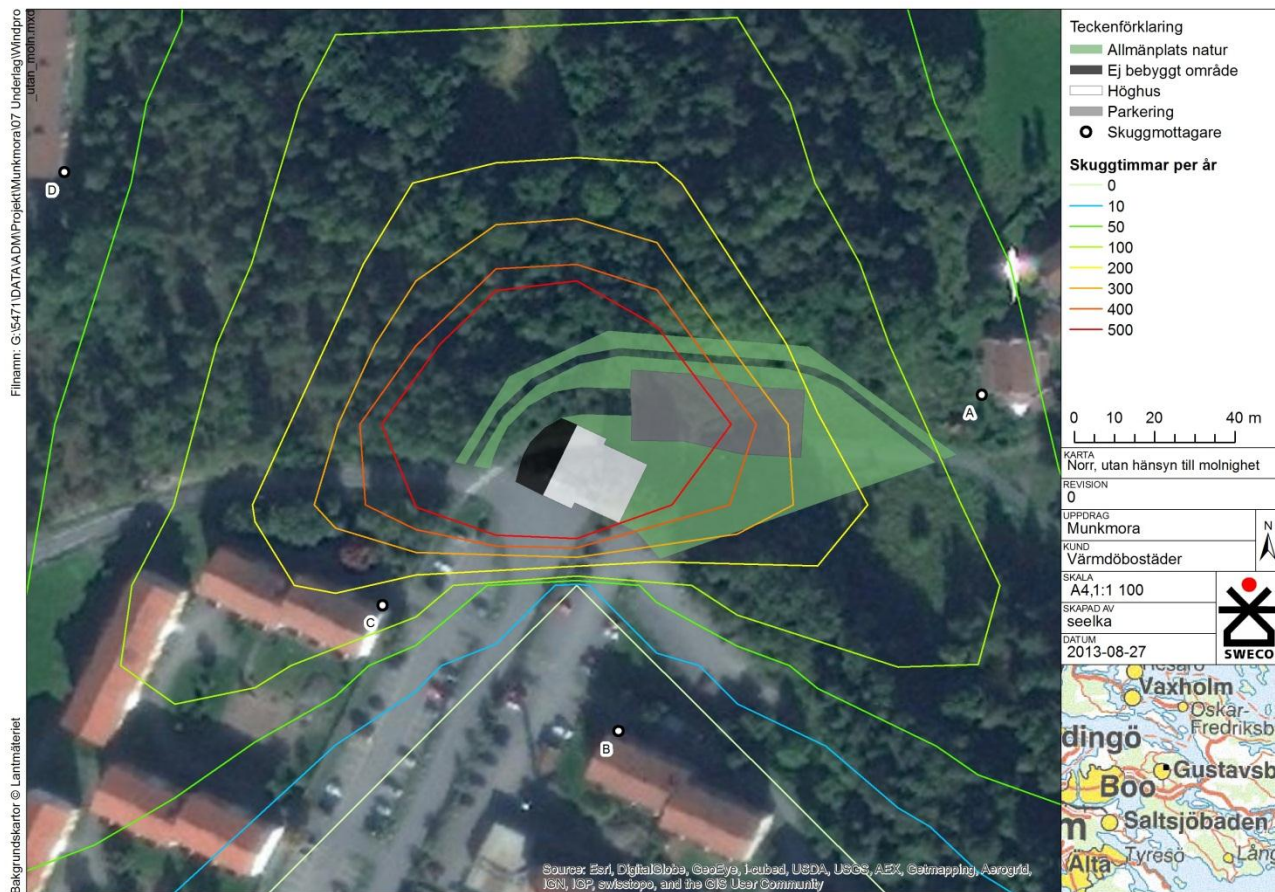 Filnamn: G:\5471\DATA\ADM\Projekt\Munkmora\07 Underlag\Windpro
_utan_moln.mxd
Bakgrundskartor © Lantmäteriet
D
A
C
B
Source: Esri, DigitalGlobe, GeoEye, i-cubed, USDA, USGS, AEX, Getmapping, Aerogrid,
IGN, IGP, swisstopo, and the GIS User Community
Teckenförklaring
Allmänplats natur
Ej bebyggt område
Höghus
Parkering
Skuggmottagare
Skuggtimmar per år
0
10
50
100
200
300
400
500
0 10 20 40 m
KARTA
Norr, utan hänsyn till molnighet
REVISION
0
UPPDRAG
Munkmora
N
KUND
Värmdöbostäder
SKALA
A4,1:1 100
SKAPAD AV
seelka
DATUM
2013-08-27
SWECO
Vaxholm
Oskar-
Fredriksb
dingö
Gustavsb
Boo
m
Saltsjöbaden
Älta
Tyresö
Lång